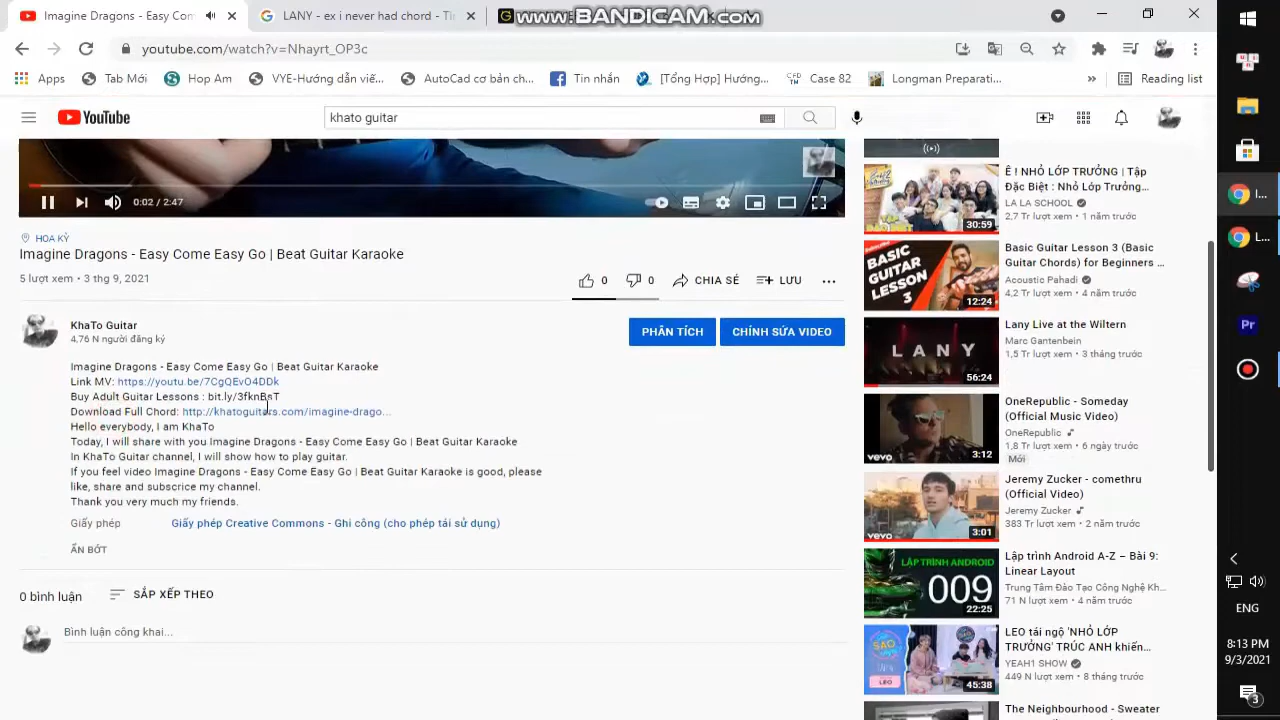 Imagine Dragons - Easy Com
LANY - ex i never had chord - Th
www.BANDICAM.com
youtube.com/watch?v=Nhayrt_OP3c
Apps
Tab Mới
Hop Am
VYE-Hướng dẫn viế...
AutoCad cơ bản ch...
Tin nhắn
[Tổng Hợp] Hướng...
Case 82
Longman Preparati...
»
Reading list
YouTube
khato guitar
0:02 / 2:47
HOA KỲ
Imagine Dragons - Easy Come Easy Go | Beat Guitar Karaoke
5 lượt xem • 3 thg 9, 2021
0
0
CHIA SẺ
LƯU
KhaTo Guitar
4,76 N người đăng ký
PHÂN TÍCH
CHỈNH SỬA VIDEO
Imagine Dragons - Easy Come Easy Go | Beat Guitar Karaoke
Link MV: https://youtu.be/7CgQEvO4DDk
Buy Adult Guitar Lessons : bit.ly/3fknBsT
Download Full Chord: http://khatoguitars.com/imagine-drago...
Hello everybody, I am KhaTo
Today, I will share with you Imagine Dragons - Easy Come Easy Go | Beat Guitar Karaoke
In KhaTo Guitar channel, I will show how to play guitar
If you feel video Imagine Dragons - Easy Come Easy Go | Beat Guitar Karaoke is good, please
like, share and subscrice my channel.
Thank you very much my friends.
Giấy phép
Giấy phép Creative Commons - Ghi công (cho phép tái sử dụng)
ẨN BỚT
0 bình luận
SẮP XẾP THEO
Bình luận công khai...
30:59
Ê ! NHỎ LỚP TRƯỞNG | Tập
Đặc Biệt : Nhỏ Lớp Trưởng...
LA LA SCHOOL
2,7 Tr lượt xem • 1 năm trước
BASIC
GUITAR
LESSON
3
12:24
Basic Guitar Lesson 3 (Basic
Guitar Chords) for Beginners ...
Acoustic Pahadi
4,2 Tr lượt xem • 4 năm trước
LANY
56:24
Lany Live at the Wiltern
Marc Gantenbein
1,5 Tr lượt xem • 3 tháng trước
vevo
3:12
OneRepublic - Someday
(Official Music Video)
OneRepublic
1,8 Tr lượt xem • 6 ngày trước
Mới
vevo
3:01
Jeremy Zucker - comethru
(Official Video)
Jeremy Zucker
383 Tr lượt xem • 2 năm trước
LẬP TRÌNH ANDROID
009
22:25
Lập trình Android A-Z – Bài 9:
Linear Layout
Trung Tâm Đào Tạo Công Nghệ Kh...
71 N lượt xem • 4 năm trước
LEO
45:38
LEO tái ngộ 'NHỎ LỚP
TRƯỞNG' TRÚC ANH khiến...
YEAH1 SHOW
449 N lượt xem • 8 tháng trước
The Neighbourhood - Sweater
I...
L...
Pr
ENG
8:13 PM
9/3/2021
3